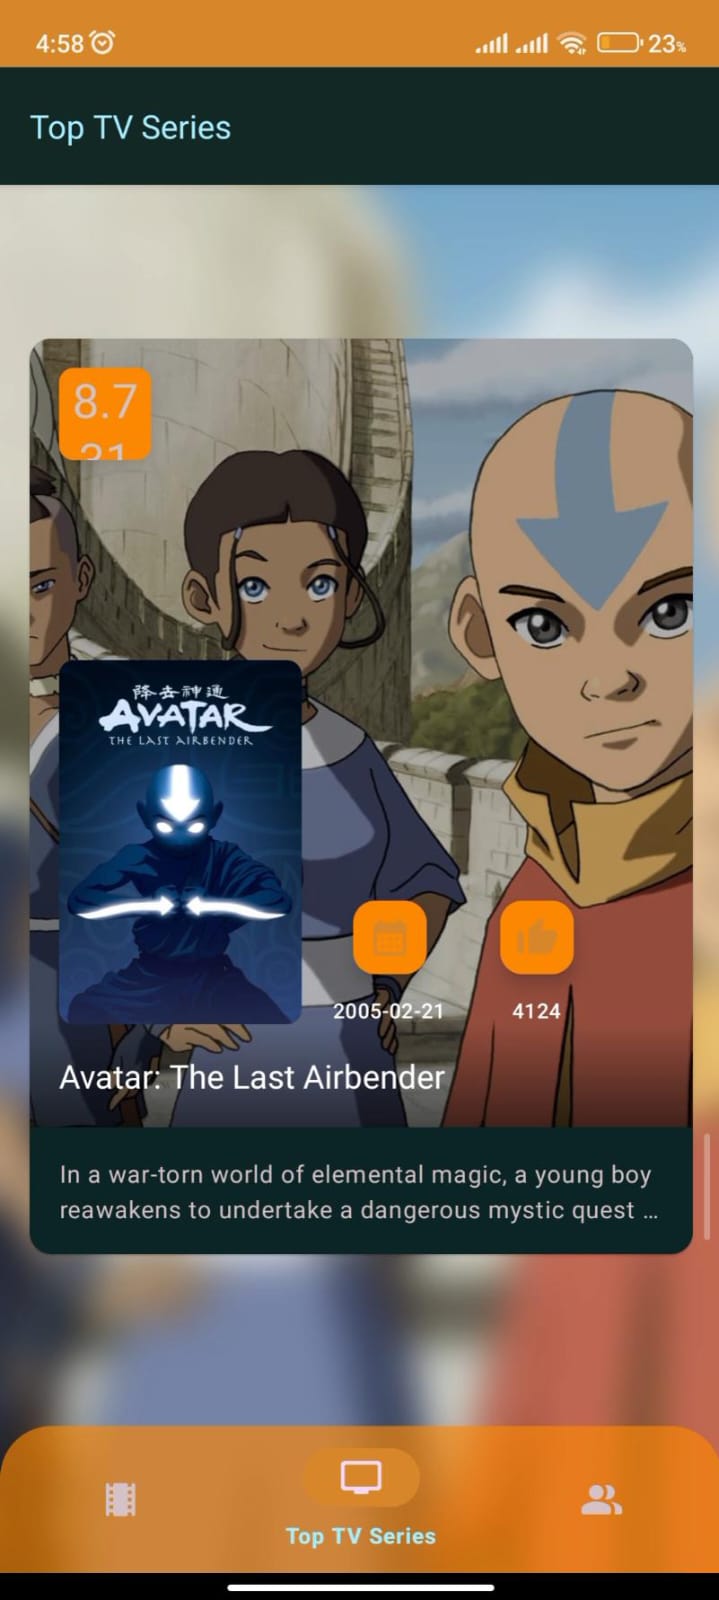 4:58
23%
Top TV Series
8.7
31
降去神通
AVATAR
THE LAST AIRBENDER
2005-02-21
4124
Avatar: The Last Airbender
In a war-torn world of elemental magic, a young boy
reawakens to undertake a dangerous mystic quest ...
Top TV Series